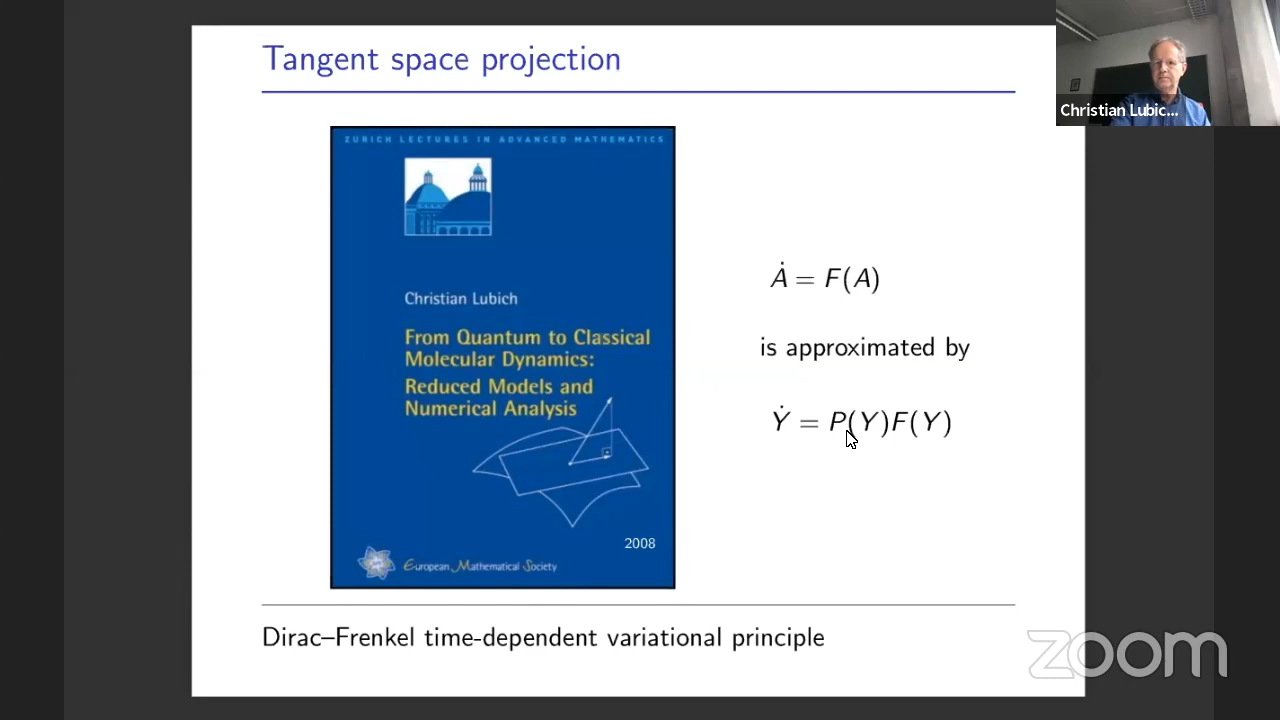 Tangent space projection
Christian Lubic...
ZURICH LECTURES IN ADVANCED MATHEMATICS
Christian Lubich
From Quantum to Classical
Molecular Dynamics:
Reduced Models and
Numerical Analysis
2008
European Mathematical Society
Ȧ = F(A)
is approximated by
Ẏ = P(Y)F(Y)
Dirac–Frenkel time-dependent variational principle
zoom